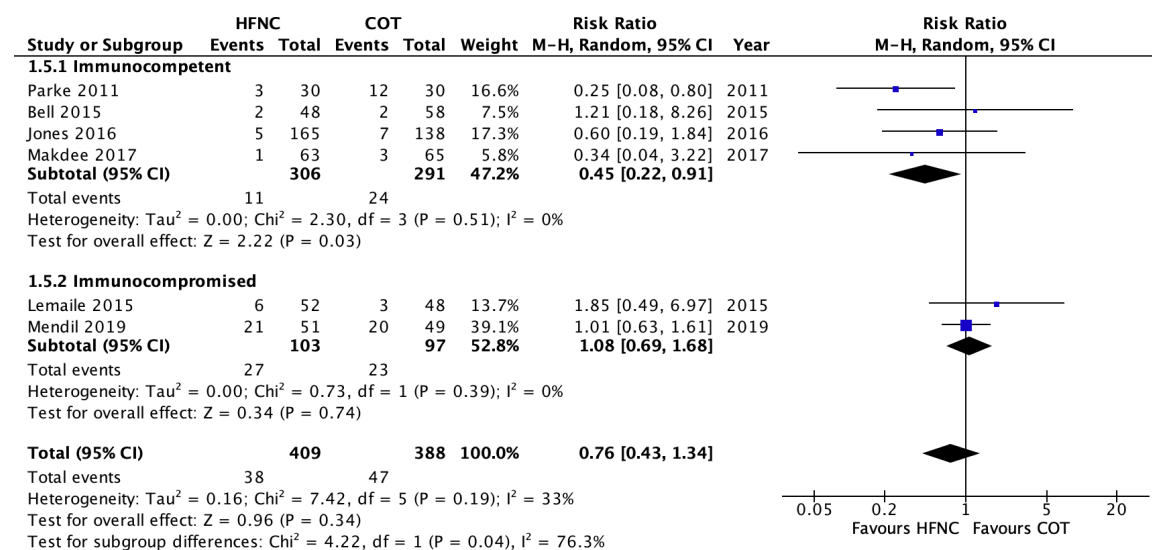 HFNC COT Risk Ratio Risk Ratio
Study or Subgroup Events Total Events Total Weight M-H, Random, 95% CI Year M-H, Random, 95% CI
1.5.1 Immunocompetent
Parke 2011 3 30 12 30 16.6% 0.25 [0.08, 0.80] 2011
Bell 2015 2 48 2 58 7.5% 1.21 [0.18, 8.26] 2015
Jones 2016 5 165 7 138 17.3% 0.60 [0.19, 1.84] 2016
Makdee 2017 1 63 3 65 5.8% 0.34 [0.04, 3.22] 2017
Subtotal (95% CI) 306 291 47.2% 0.45 [0.22, 0.91]
Total events 11 24
Heterogeneity: Tau² = 0.00; Chi² = 2.30, df = 3 (P = 0.51); I² = 0%
Test for overall effect: Z = 2.22 (P = 0.03)
1.5.2 Immunocompromised
Lemaile 2015 6 52 3 48 13.7% 1.85 [0.49, 6.97] 2015
Mendil 2019 21 51 20 49 39.1% 1.01 [0.63, 1.61] 2019
Subtotal (95% CI) 103 97 52.8% 1.08 [0.69, 1.68]
Total events 27 23
Heterogeneity: Tau² = 0.00; Chi² = 0.73, df = 1 (P = 0.39); I² = 0%
Test for overall effect: Z = 0.34 (P = 0.74)
Total (95% CI) 409 388 100.0% 0.76 [0.43, 1.34]
Total events 38 47
Heterogeneity: Tau² = 0.16; Chi² = 7.42, df = 5 (P = 0.19); I² = 33%
Test for overall effect: Z = 0.96 (P = 0.34)
Test for subgroup differences: Chi² = 4.22, df = 1 (P = 0.04), I² = 76.3%
0.05 0.2 1 5 20
Favours HFNC Favours COT